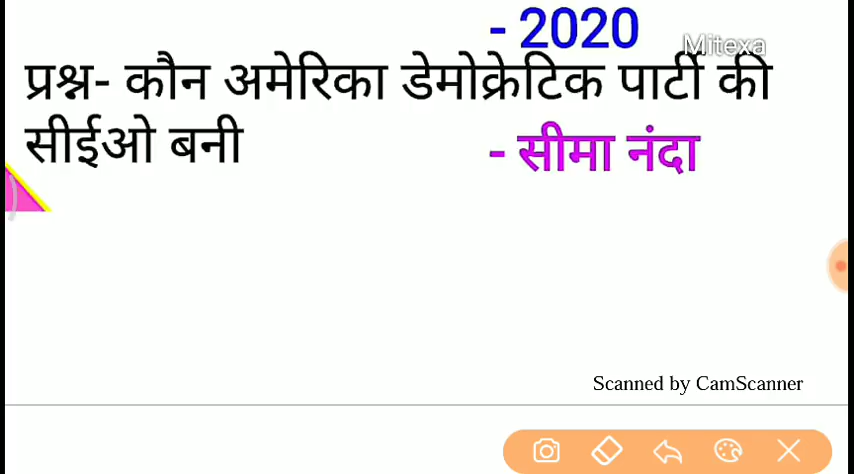 - 2020
Mitexa
प्रश्न- कौन अमेरिका डेमोक्रेटिक पार्टी की
सीईओ बनी
- सीमा नंदा
Scanned by CamScanner